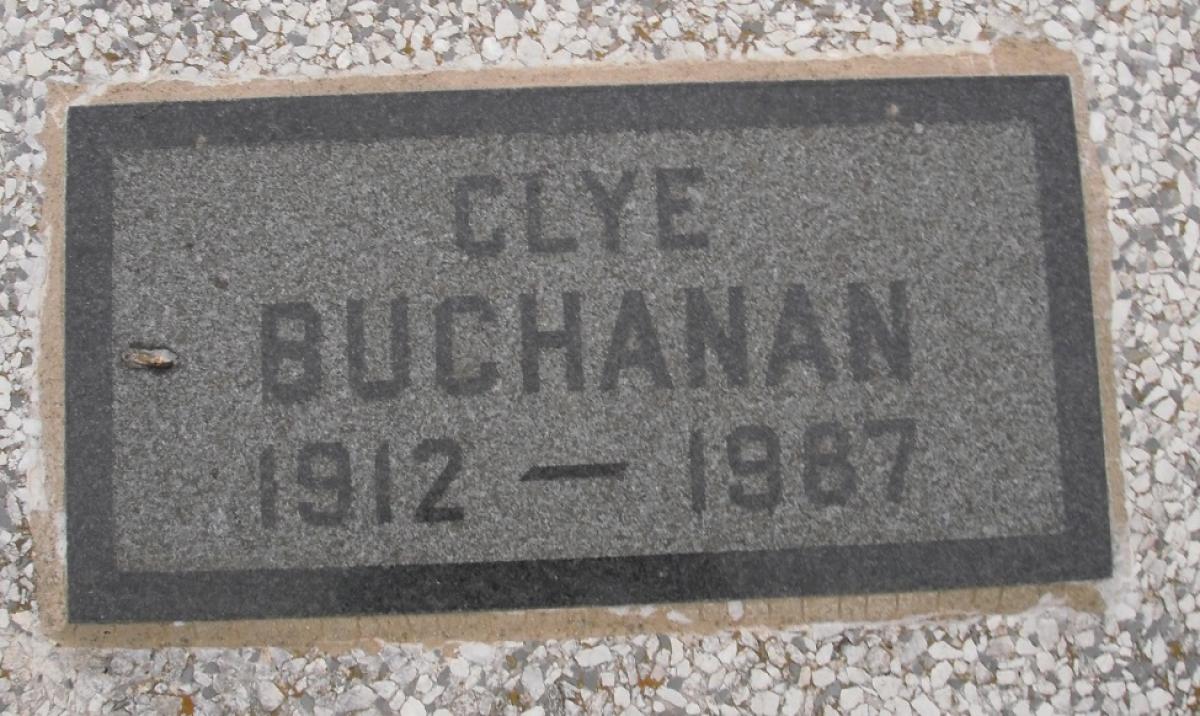 CLYE
BUCHANAN
1912 — 1987